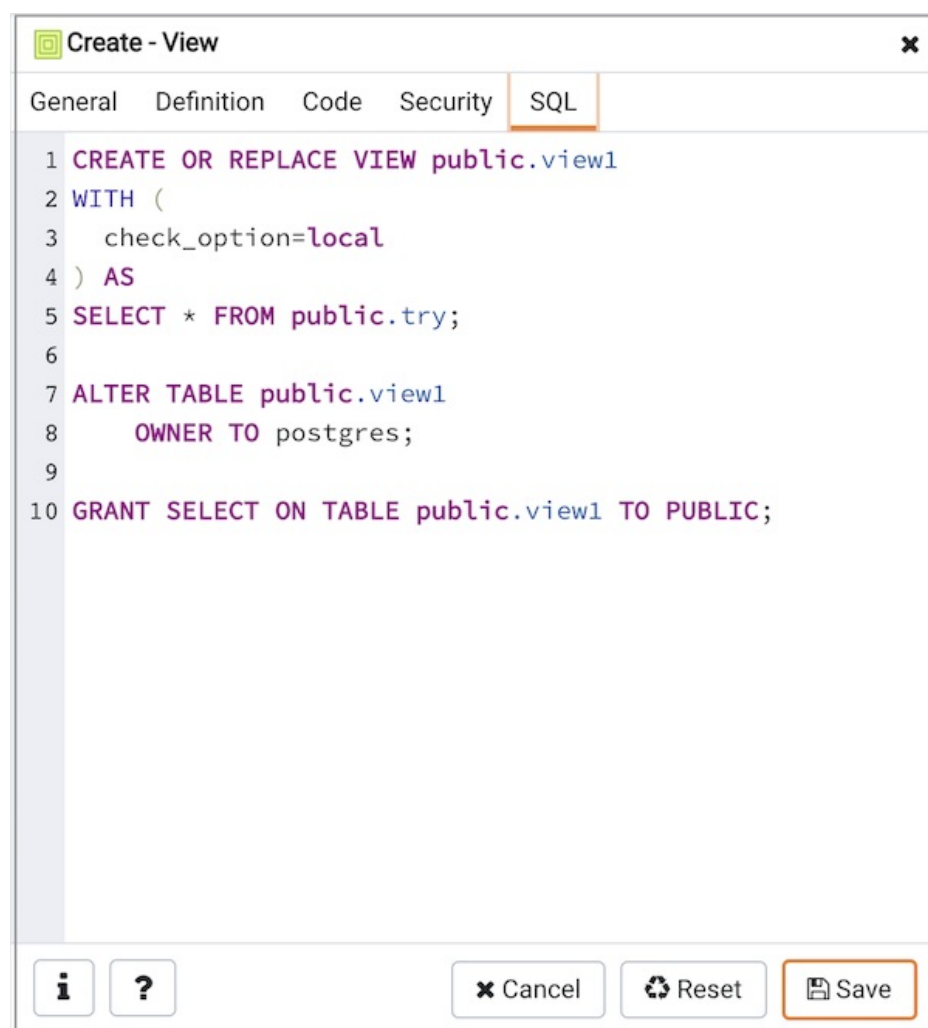 Create - View
General Definition Code Security SQL
1 CREATE OR REPLACE VIEW public.view1
2 WITH (
3   check_option=local
4 ) AS
5 SELECT * FROM public.try;
6
7 ALTER TABLE public.view1
8     OWNER TO postgres;
9
10 GRANT SELECT ON TABLE public.view1 TO PUBLIC;
i ? Cancel Reset Save